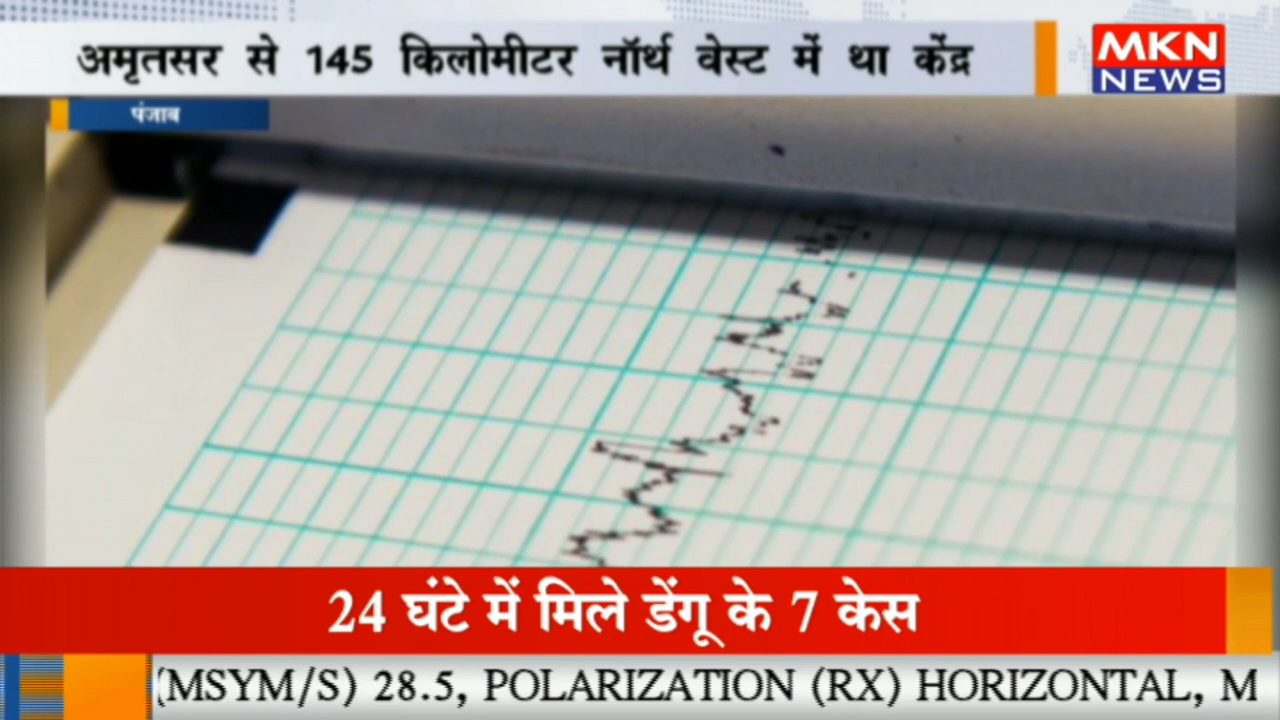 अमृतसर से 145 किलोमीटर नॉर्थ वेस्ट में था केंद्र
MKN
NEWS
पंजाब
24 घंटे में मिले डेंगू के 7 केस
(MSYM/S) 28.5, POLARIZATION (RX) HORIZONTAL, M